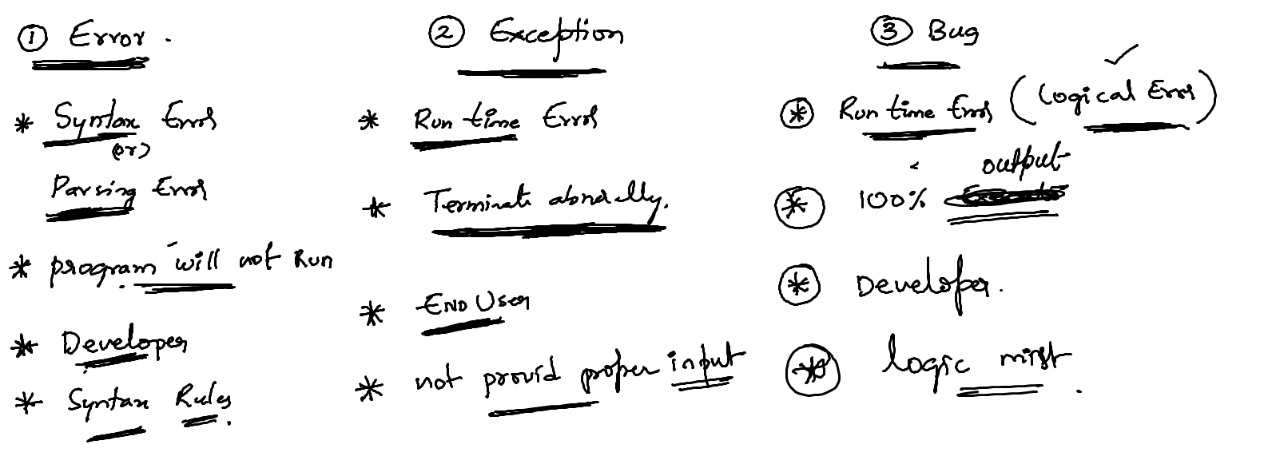 ① Error.
* Syntax Error
(or)
Parsing Error
* program will not Run
* Developer
* Syntax Rules.
② Exception
* Run time Error
* Terminate abnormally.
* END User
* not provid proper input
③ Bug
* Run time Error (Logical Error)
* 100% output
* Developer.
* logic mist.